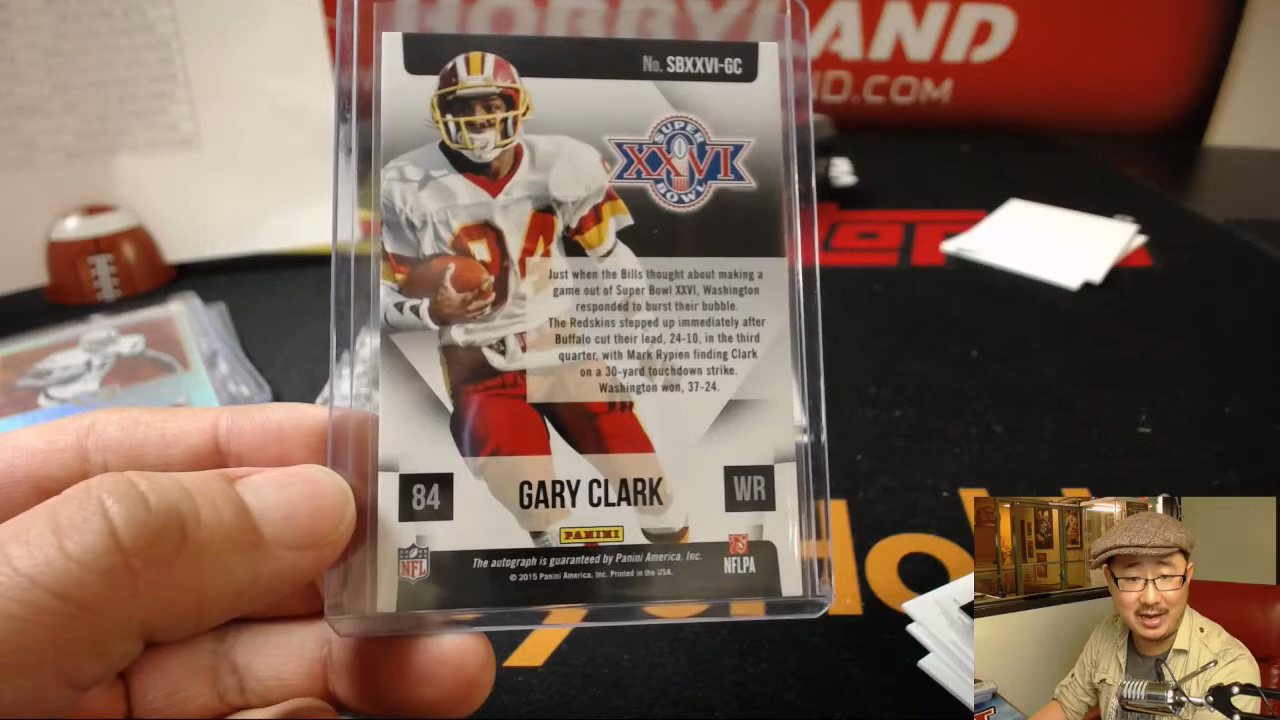 HOBBYLAND
ND.COM
No. SBXXVI-GC
SUPER
XXVI
BOWL
84
Just when the Bills thought about making a
game out of Super Bowl XXVI, Washington
responded to burst their bubble.
The Redskins stepped up immediately after
Buffalo cut their lead, 24-10, in the third
quarter, with Mark Rypien finding Clark
on a 30-yard touchdown strike.
Washington won, 37-24.
84
GARY CLARK
WR
PANINI
NFL
The autograph is guaranteed by Panini America, Inc.
© 2015 Panini America, Inc. Printed in the USA.
NFLPA